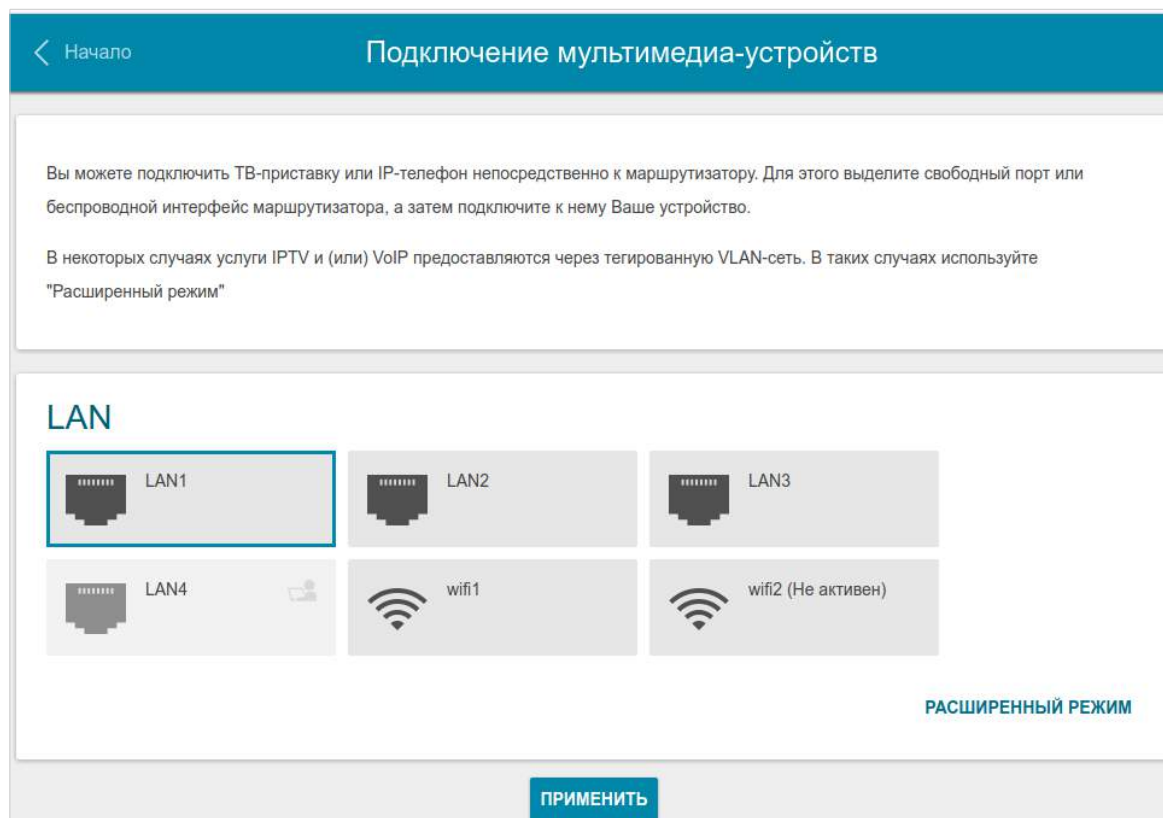 Начало
Подключение мультимедиа-устройств
Вы можете подключить ТВ-приставку или IP-телефон непосредственно к маршрутизатору. Для этого выделите свободный порт или
беспроводной интерфейс маршрутизатора, а затем подключите к нему Ваше устройство.
В некоторых случаях услуги IPTV и (или) VoIP предоставляются через тегированную VLAN-сеть. В таких случаях используйте
"Расширенный режим"
LAN
LAN1
LAN2
LAN3
LAN4
wifi1
wifi2 (Не активен)
РАСШИРЕННЫЙ РЕЖИМ
ПРИМЕНИТЬ